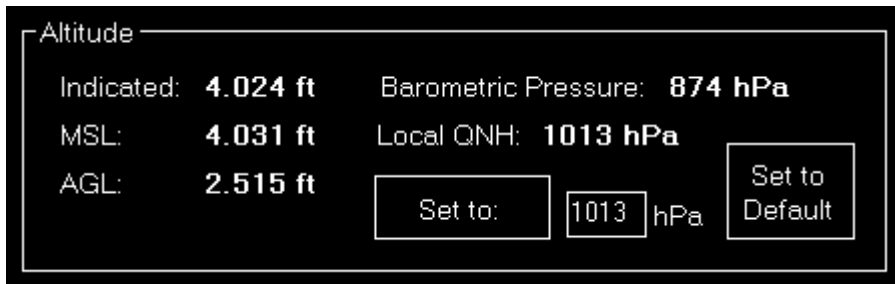 Altitude
Indicated: 4.024 ft Barometric Pressure: 874 hPa
MSL: 4.031 ft Local QNH: 1013 hPa
AGL: 2.515 ft
Set to: 1013 hPa
Set to
Default